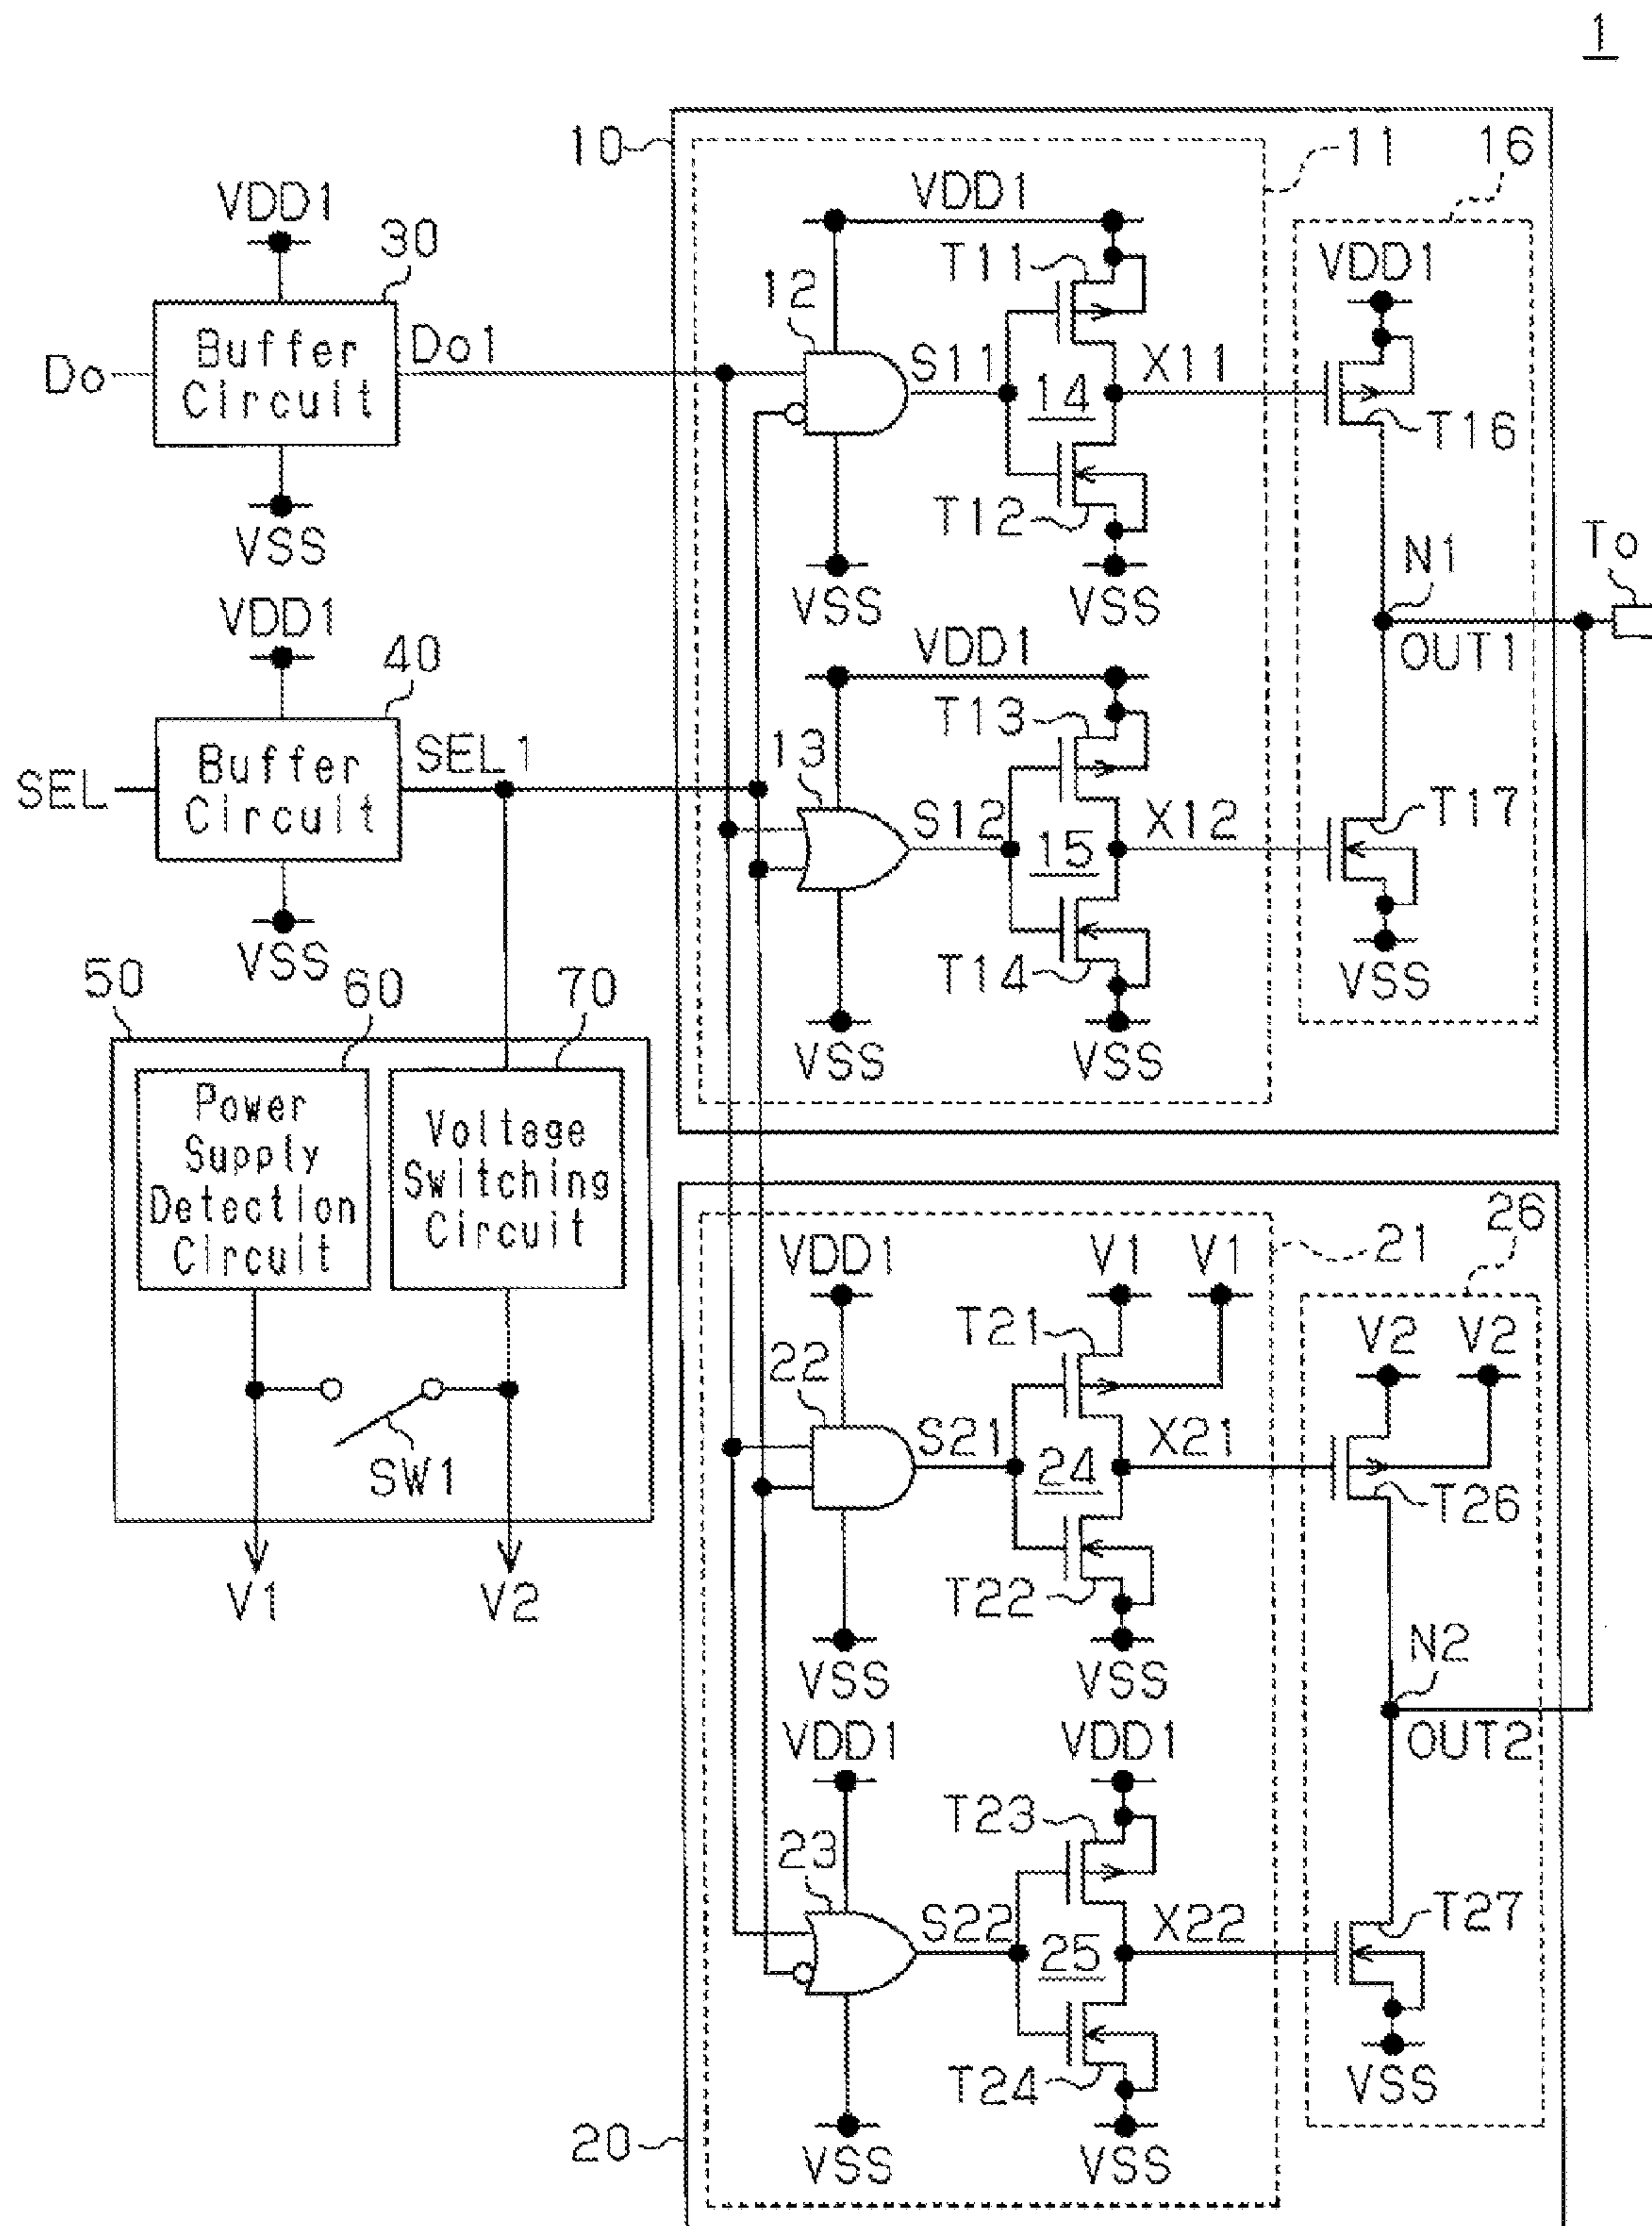 1
10
11
16
VDD1
VDD1
30
T11
VDD1
12
Buffer
Circuit
Do
Do1
S11
14
X11
T16
T12
VSS
VSS
VSS
N1
To
VDD1
VDD1
OUT1
40
T13
13
T17
Buffer
Circuit
SEL
SEL1
S12
15
X12
VSS
T14
VSS
50
60
70
VSS
VSS
Power
Supply
Detection
Circuit
Voltage
Switching
Circuit
26
21
VDD1
V1
V1
T21
V2
V2
22
S21
24
X21
SW1
T26
V1
V2
T22
VSS
VSS
N2
VDD1
VDD1
OUT2
T23
23
T27
S22
25
X22
T24
VSS
20
VSS
VSS